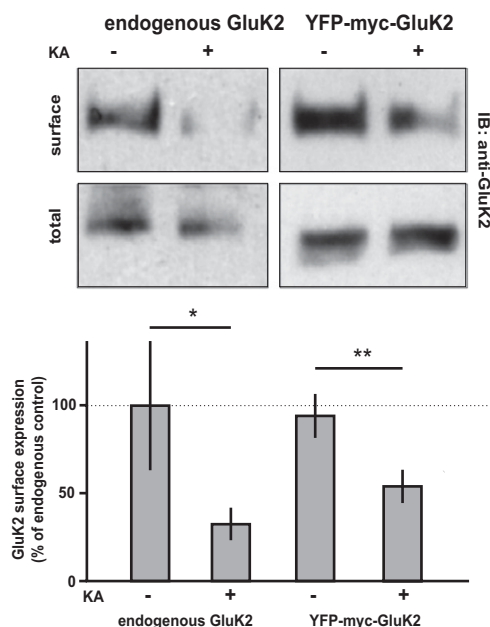 endogenous GluK2 YFP-myc-GluK2
KA - + - +
surface
total
IB: anti-GluK2
* **
GluK2 surface expression
(% of endogenous control)
100
50
0
KA - + - +
endogenous GluK2 YFP-myc-GluK2